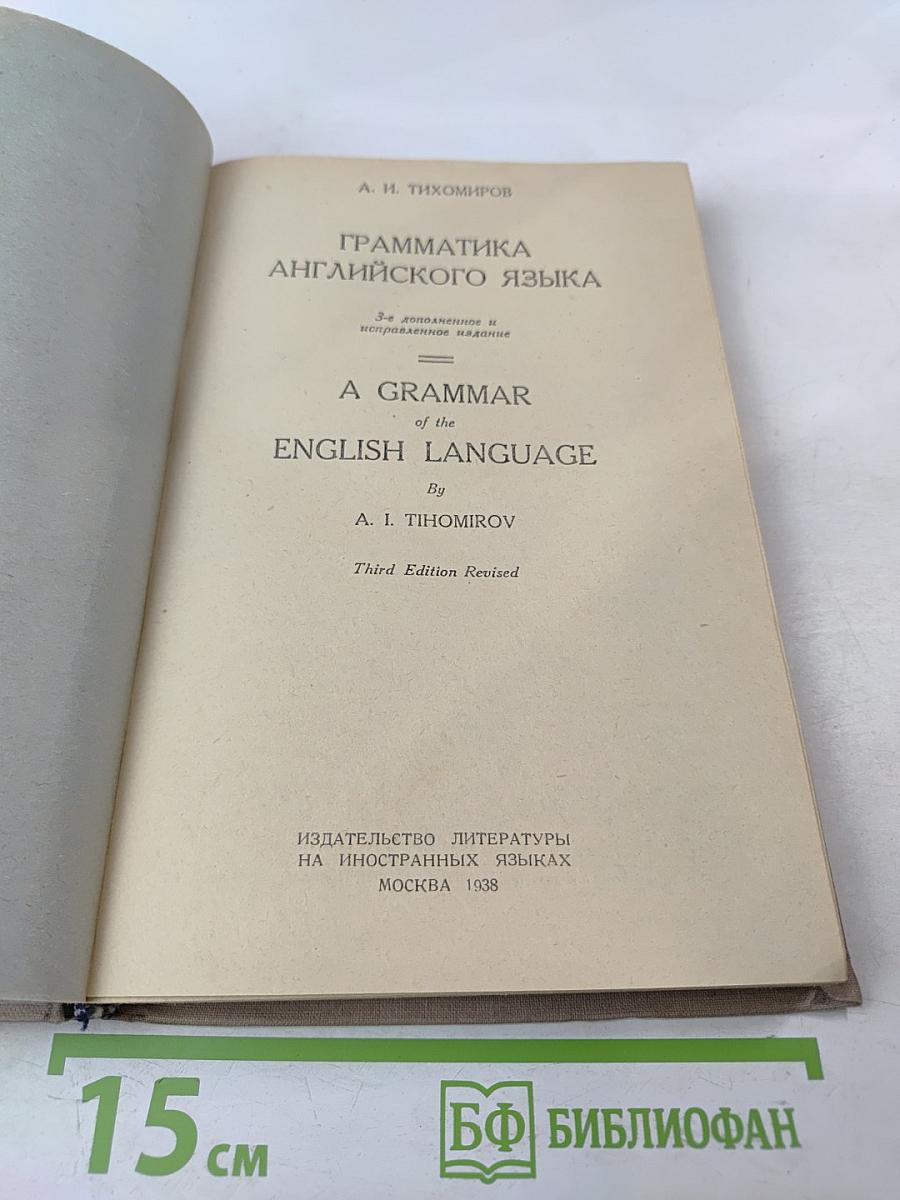 А. И. ТИХОМИРОВ
ГРАММАТИКА
АНГЛИЙСКОГО ЯЗЫКА
3-е дополненное и
исправленное издание
A GRAMMAR
of the
ENGLISH LANGUAGE
By
A. I. TIHOMIROV
Third Edition Revised
ИЗДАТЕЛЬСТВО ЛИТЕРАТУРЫ
НА ИНОСТРАННЫХ ЯЗЫКАХ
МОСКВА 1938
15 см
БФ БИБЛИОФАН